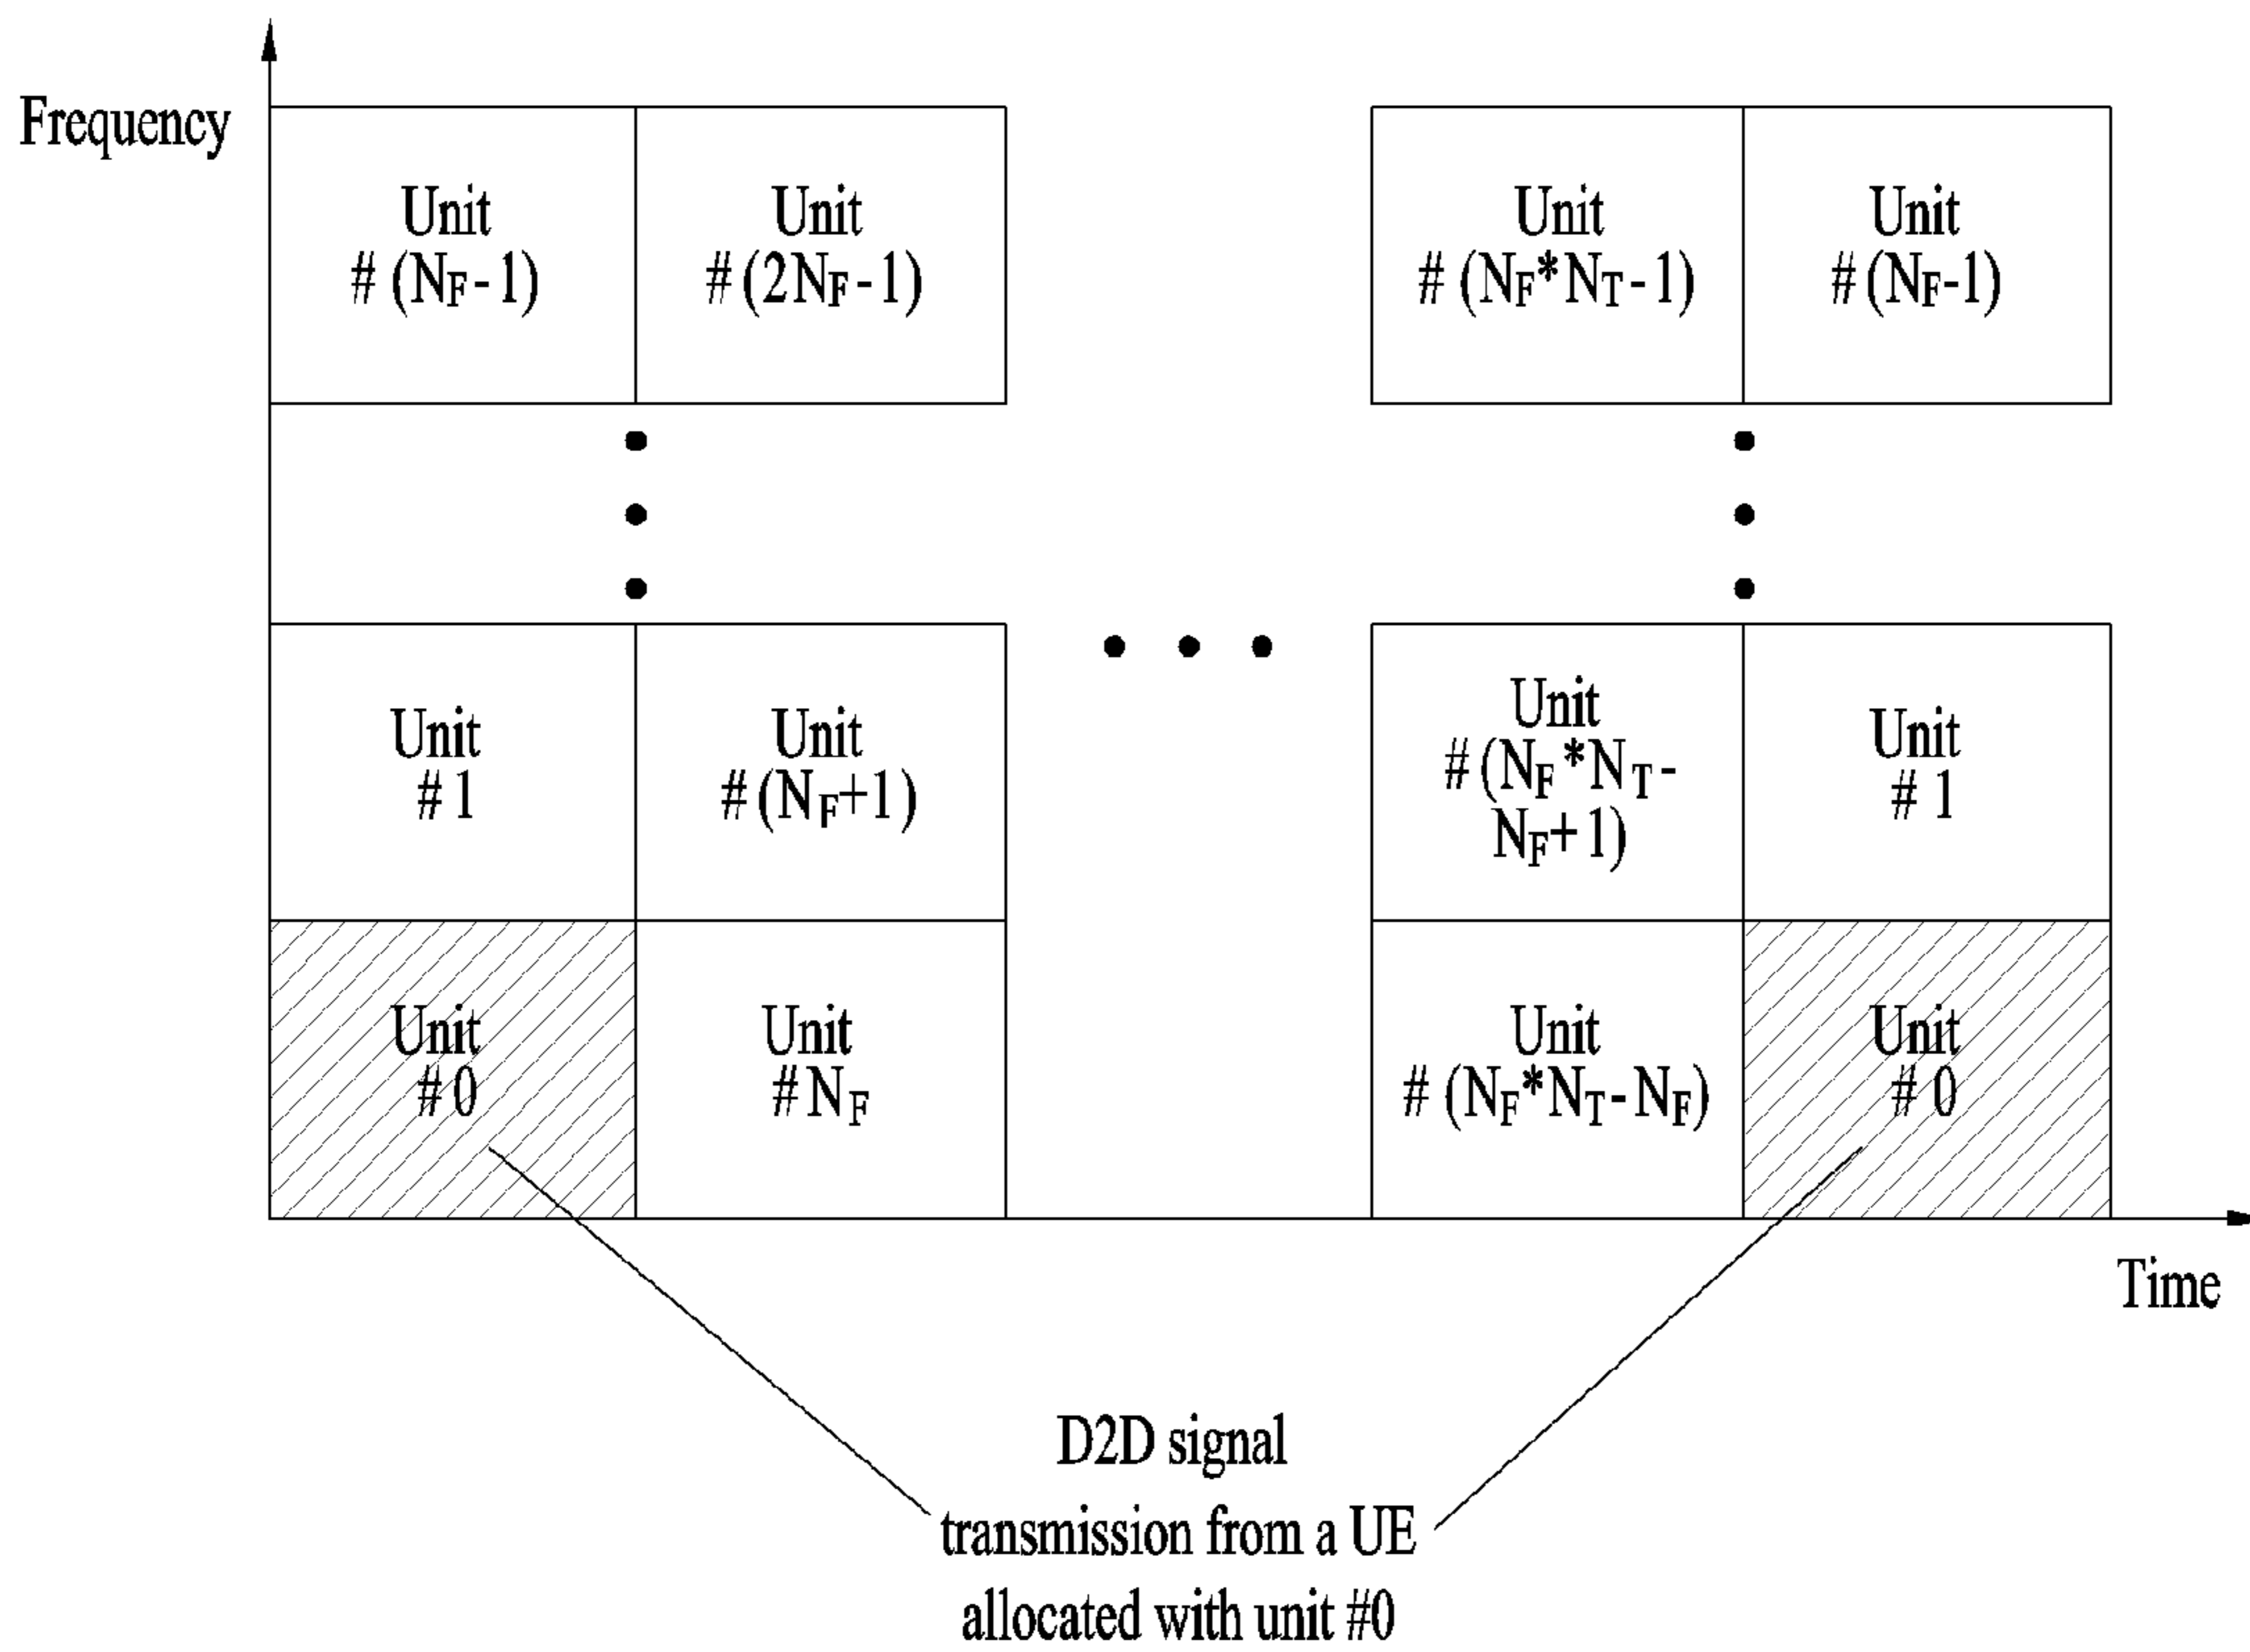 Frequency
Unit
# (NF - 1)
Unit
# (2NF - 1)
Unit
# (NF*NT - 1)
Unit
# (NF-1)
Unit
# 1
Unit
# (NF+1)
Unit
# (NF*NT -
NF+ 1)
Unit
# 1
Unit
# 0
Unit
# NF
Unit
# (NF*NT - NF)
Unit
# 0
Time
D2D signal
transmission from a UE
allocated with unit #0